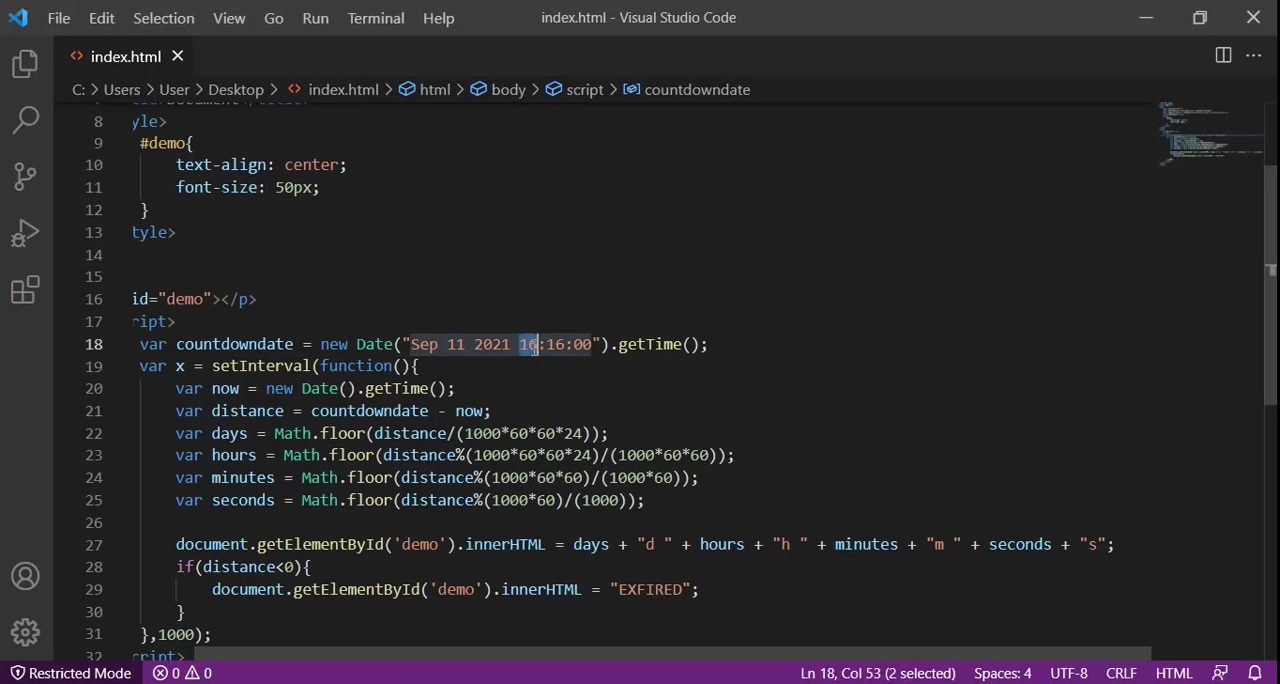 File Edit Selection View Go Run Terminal Help index.html - Visual Studio Code
index.html
C: > Users > User > Desktop > index.html > html > body > script > countdowndate
8 yle>
9 #demo{
10 text-align: center;
11 font-size: 50px;
12 }
13 tyle>
14
15
16 id="demo"></p>
17 ript>
18 var countdowndate = new Date("Sep 11 2021 16:16:00").getTime();
19 var x = setInterval(function(){
20 var now = new Date().getTime();
21 var distance = countdowndate - now;
22 var days = Math.floor(distance/(1000*60*60*24));
23 var hours = Math.floor(distance%(1000*60*60*24)/(1000*60*60));
24 var minutes = Math.floor(distance%(1000*60*60)/(1000*60));
25 var seconds = Math.floor(distance%(1000*60)/(1000));
26
27 document.getElementById('demo').innerHTML = days + "d " + hours + "h " + minutes + "m " + seconds + "s";
28 if(distance<0){
29 document.getElementById('demo').innerHTML = "EXFIRED";
30 }
31 },1000);
32 cript>
Restricted Mode 0 0 Ln 18, Col 53 (2 selected) Spaces: 4 UTF-8 CRLF HTML